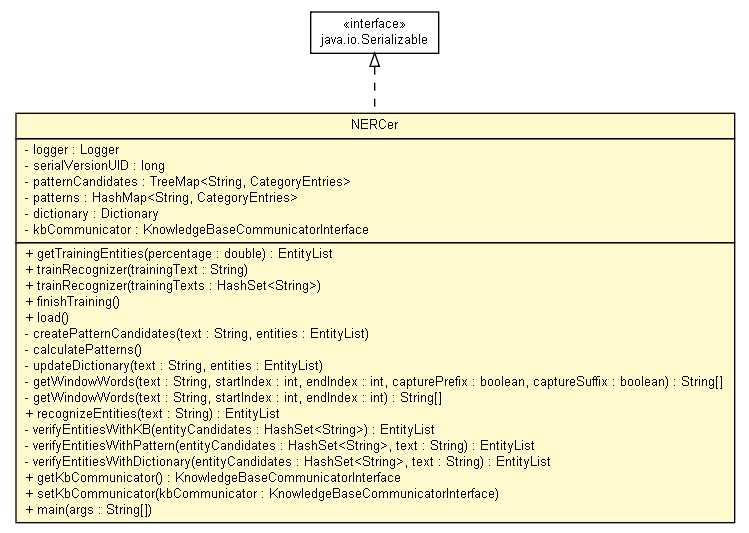 «interface»
java.io.Serializable
NERCer
- logger : Logger
- serialVersionUID : long
- patternCandidates : TreeMap<String, CategoryEntries>
- patterns : HashMap<String, CategoryEntries>
- dictionary : Dictionary
- kbCommunicator : KnowledgeBaseCommunicatorInterface
+ getTrainingEntities(percentage : double) : EntityList
+ trainRecognizer(trainingText : String)
+ trainRecognizer(trainingTexts : HashSet<String>)
+ finishTraining()
+ load()
- createPatternCandidates(text : String, entities : EntityList)
- calculatePatterns()
- updateDictionary(text : String, entities : EntityList)
- getWindowWords(text : String, startIndex : int, endIndex : int, capturePrefix : boolean, captureSuffix : boolean) : String[]
- getWindowWords(text : String, startIndex : int, endIndex : int) : String[]
+ recognizeEntities(text : String) : EntityList
- verifyEntitiesWithKB(entityCandidates : HashSet<String>) : EntityList
- verifyEntitiesWithPattern(entityCandidates : HashSet<String>, text : String) : EntityList
- verifyEntitiesWithDictionary(entityCandidates : HashSet<String>, text : String) : EntityList
+ getKbCommunicator() : KnowledgeBaseCommunicatorInterface
+ setKbCommunicator(kbCommunicator : KnowledgeBaseCommunicatorInterface)
+ main(args : String[])